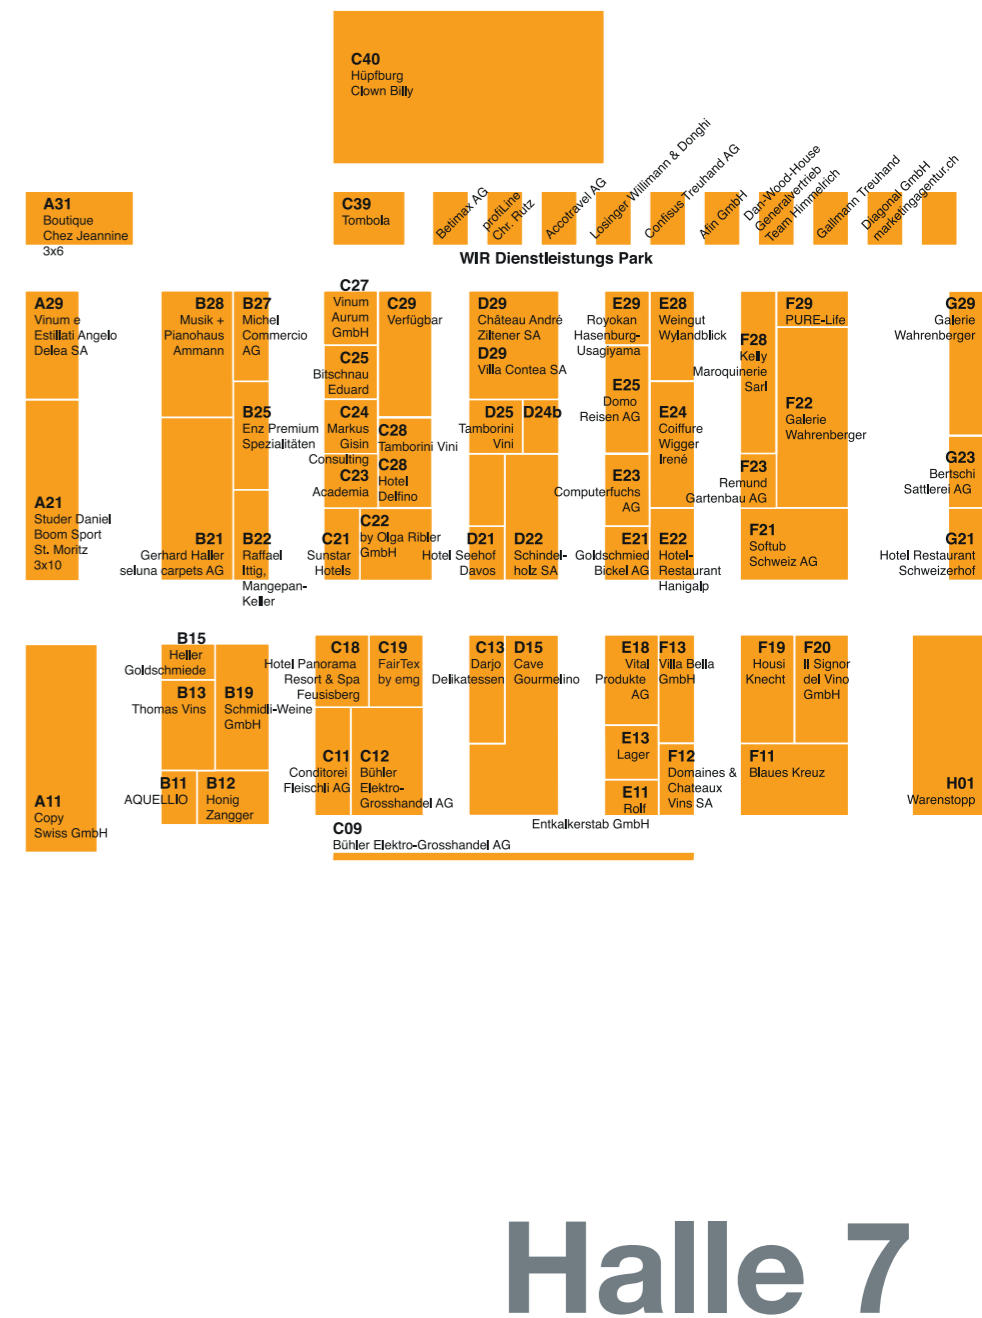 C40
Hüpfburg
Clown Billy
A31
Boutique
Chez Jeannine
3x6
C39
Tombola
Betimax AG
profiLine
Chr. Rutz
Accotravel AG
Losinger Willimann & Donghi
Confisus Treuhand AG
Afin GmbH
Dan-Wood-House
Generalvertrieb
Team Himmelrich
Gallmann Treuhand
Diagonal GmbH
marketingagentur.ch
WIR Dienstleistungs Park
A29
Vinum e
Estillati Angelo
Delea SA
B28
Musik +
Pianohaus
Ammann
B27
Michel
Commercio
AG
C27
Vinum
Aurum
GmbH
C29
Verfügbar
D29
Château André
Ziltener SA
D29
Villa Contea SA
E29
Royokan
Hasenburg-
Usagiyama
E28
Weingut
Wylandblick
F28
Kelly
Maroquinerie
Sarl
F29
PURE-Life
G29
Galerie
Wahrenberger
C25
Bitschnau
Eduard
B25
Enz Premium
Spezialitäten
C24
Markus
Gisin
Consulting
C28
Tamborini Vini
C28
Hotel
Delfino
D25
Tamborini
Vini
D24b
E25
Domo
Reisen AG
E24
Coiffure
Wigger
Irené
F22
Galerie
Wahrenberger
A21
Studer Daniel
Boom Sport
St. Moritz
3x10
C23
Academia
E23
Computerfuchs
AG
F23
Remund
Gartenbau AG
G23
Bertschi
Sattlerei AG
B21
Gerhard Haller
seluna carpets AG
B22
Raffael
Ittig,
Mangepan-
Keller
C21
Sunstar
Hotels
C22
by Olga Ribler
GmbH
D21
Hotel Seehof
Davos
D22
Schindel-
holz SA
E21
Goldschmied
Bickel AG
E22
Hotel-
Restaurant
Hanigalp
F21
Softub
Schweiz AG
G21
Hotel Restaurant
Schweizerhof
B15
Heller
Goldschmiede
B13
Thomas Vins
B19
Schmidli-Weine
GmbH
C18
Hotel Panorama
Resort & Spa
Feusisberg
C19
FairTex
by emg
C13
Darjo
Delikatessen
D15
Cave
Gourmelino
E18
Vital
Produkte
AG
F13
Villa Bella
GmbH
F19
Housi
Knecht
F20
Il Signor
del Vino
GmbH
A11
Copy
Swiss GmbH
B11
AQUELLIO
B12
Honig
Zangger
C11
Conditorei
Fleischli AG
C12
Bühler
Elektro-
Grosshandel AG
E13
Lager
E11
Rolf
Entkalkerstab GmbH
F12
Domaines &
Chateaux
Vins SA
F11
Blaues Kreuz
H01
Warenstopp
C09
Bühler Elektro-Grosshandel AG
Halle 7